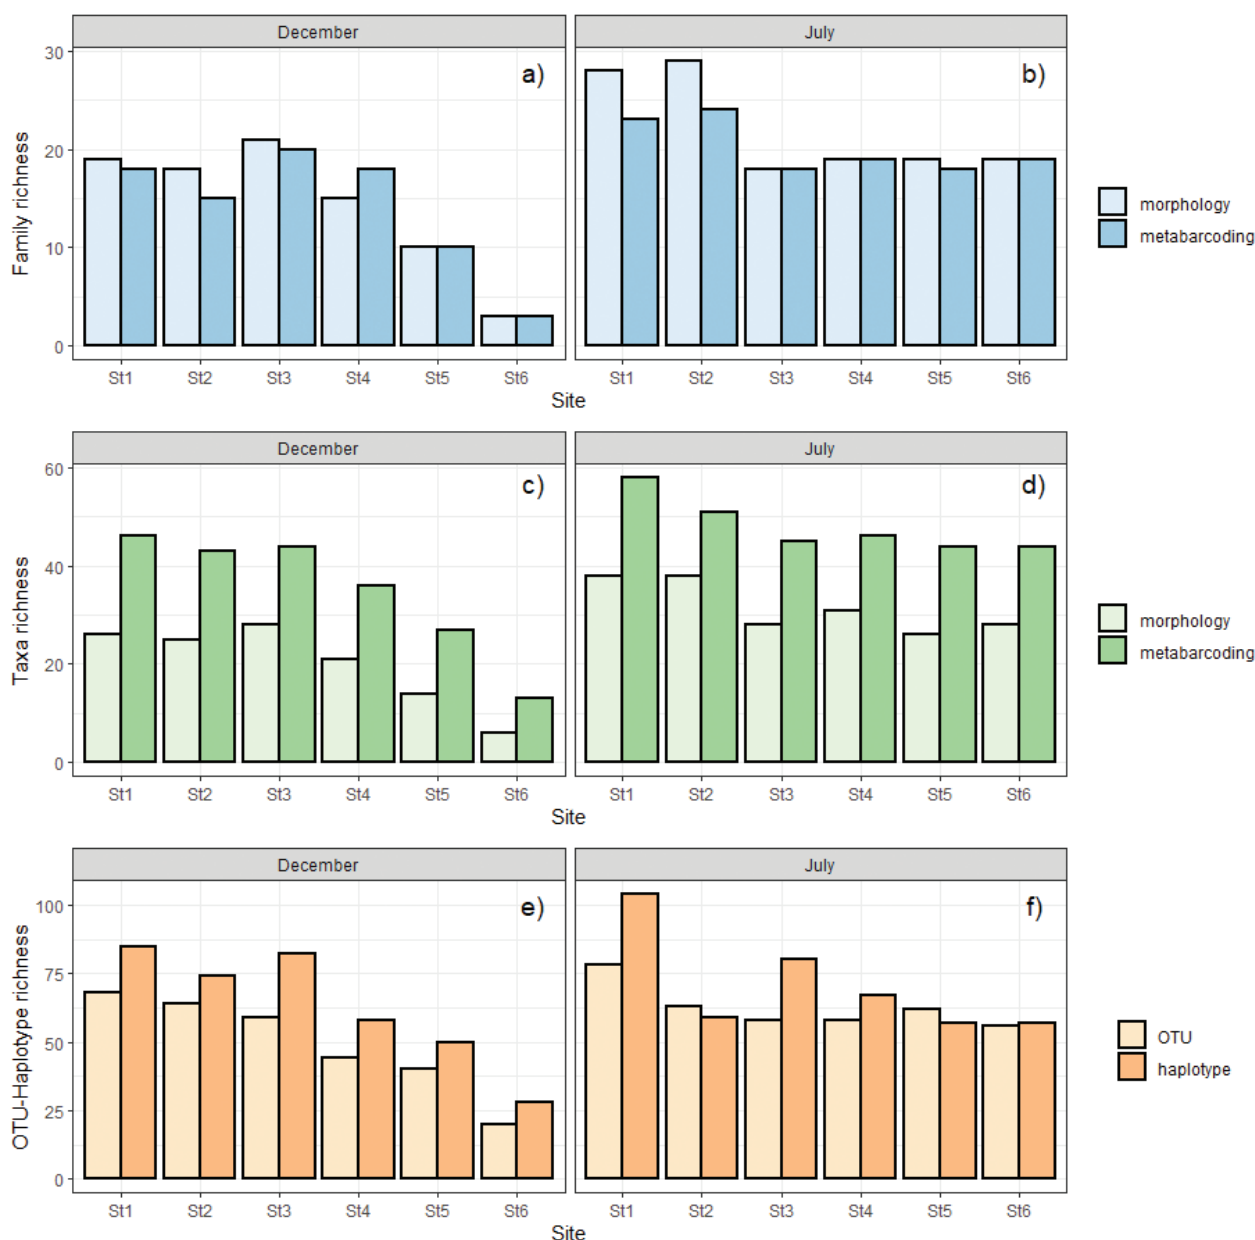 December July
a) b)
Family richness
30
20
10
0
St1 St2 St3 St4 St5 St6 St1 St2 St3 St4 St5 St6
Site
morphology
metabarcoding
December July
c) d)
Taxa richness
60
40
20
0
St1 St2 St3 St4 St5 St6 St1 St2 St3 St4 St5 St6
Site
morphology
metabarcoding
December July
e) f)
OTU-Haplotype richness
100
75
50
25
0
St1 St2 St3 St4 St5 St6 St1 St2 St3 St4 St5 St6
Site
OTU
haplotype